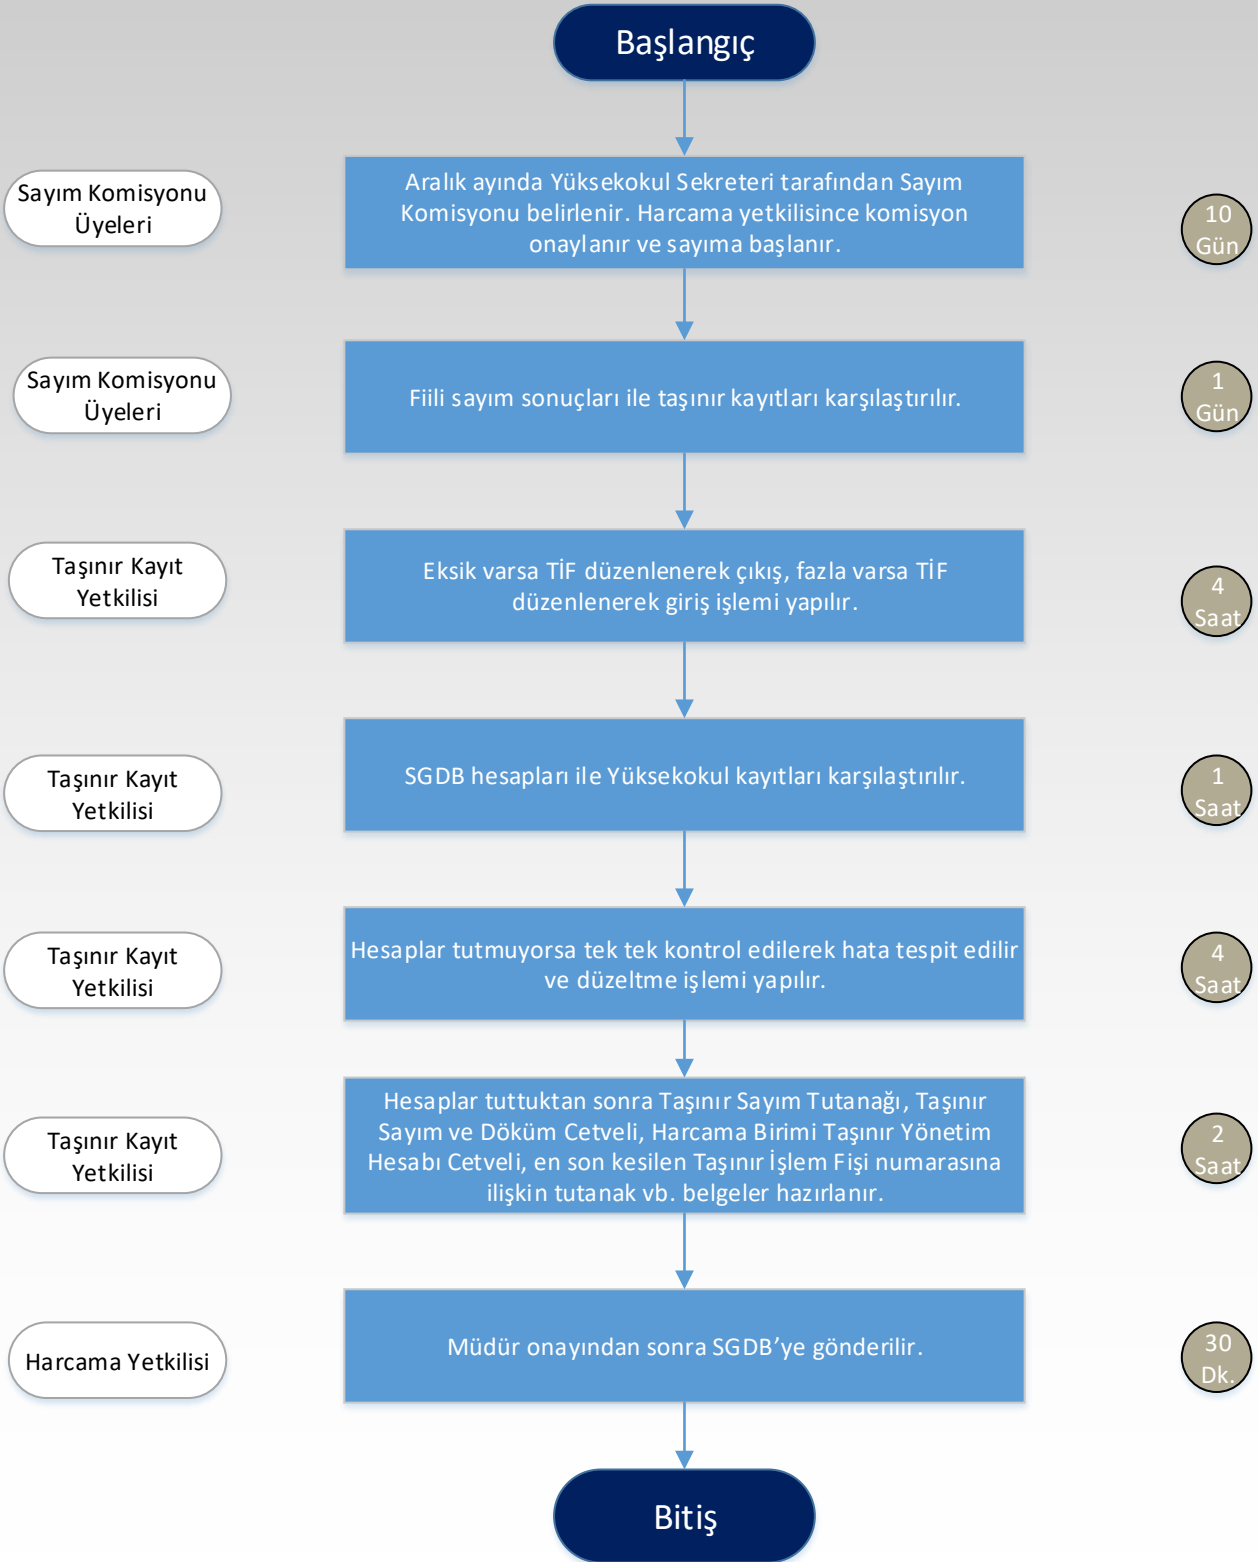 Başlangıç
Sayım Komisyonu
Üyeleri
Aralık ayında Yüksekokul Sekreteri tarafından Sayım
Komisyonu belirlenir. Harcama yetkilisince komisyon
onaylanır ve sayıma başlanır.
10
Gün
Sayım Komisyonu
Üyeleri
Fiili sayım sonuçları ile taşınır kayıtları karşılaştırılır.
1
Gün
Taşınır Kayıt
Yetkilisi
Eksik varsa TİF düzenlenerek çıkış, fazla varsa TİF
düzenlenerek giriş işlemi yapılır.
4
Saat
Taşınır Kayıt
Yetkilisi
SGDB hesapları ile Yüksekokul kayıtları karşılaştırılır.
1
Saat
Taşınır Kayıt
Yetkilisi
Hesaplar tutmuyorsa tek tek kontrol edilerek hata tespit edilir
ve düzeltme işlemi yapılır.
4
Saat
Taşınır Kayıt
Yetkilisi
Hesaplar tuttuktan sonra Taşınır Sayım Tutanağı, Taşınır
Sayım ve Döküm Cetveli, Harcama Birimi Taşınır Yönetim
Hesabı Cetveli, en son kesilen Taşınır İşlem Fişi numarasına
ilişkin tutanak vb. belgeler hazırlanır.
2
Saat
Harcama Yetkilisi
Müdür onayından sonra SGDB’ye gönderilir.
30
Dk.
Bitiş